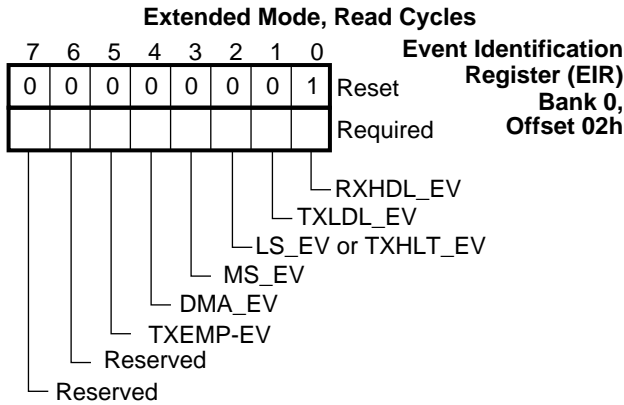 Extended Mode, Read Cycles
7 6 5 4 3 2 1 0
Event Identification
Register (EIR)
Bank 0,
Offset 02h
0 0 0 0 0 0 0 1 Reset
Required
RXHDL_EV
TXLDL_EV
LS_EV or TXHLT_EV
MS_EV
DMA_EV
TXEMP-EV
Reserved
Reserved